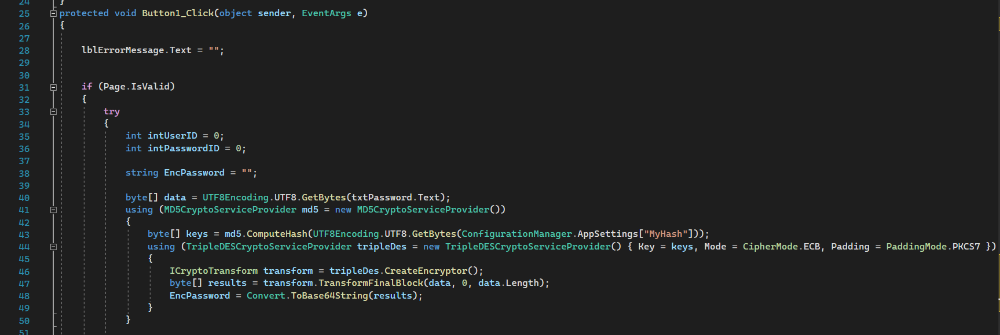 24 }
25 protected void Button1_Click(object sender, EventArgs e)
26 {
27
28 lblErrorMessage.Text = "";
29
30
31 if (Page.IsValid)
32 {
33 try
34 {
35 int intUserID = 0;
36 int intPasswordID = 0;
37
38 string EncPassword = "";
39
40 byte[] data = UTF8Encoding.UTF8.GetBytes(txtPassword.Text);
41 using (MD5CryptoServiceProvider md5 = new MD5CryptoServiceProvider())
42 {
43 byte[] keys = md5.ComputeHash(UTF8Encoding.UTF8.GetBytes(ConfigurationManager.AppSettings["MyHash"]));
44 using (TripleDESCryptoServiceProvider tripleDes = new TripleDESCryptoServiceProvider() { Key = keys, Mode = CipherMode.ECB, Padding = PaddingMode.PKCS7 })
45 {
46 ICryptoTransform transform = tripleDes.CreateEncryptor();
47 byte[] results = transform.TransformFinalBlock(data, 0, data.Length);
48 EncPassword = Convert.ToBase64String(results);
49 }
50 }
51